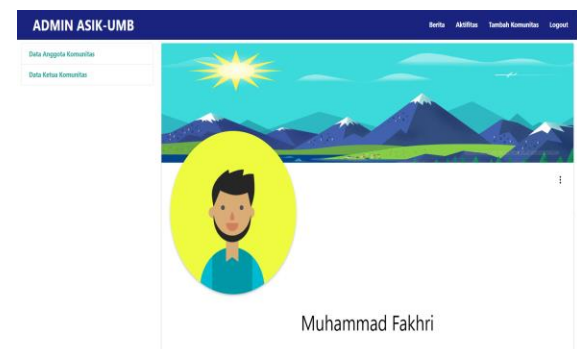 ADMIN ASIK-UMB
Berita Aktifitas Tambah Komunitas Logout
Data Anggota Komunitas
Data Ketua Komunitas
Muhammad Fakhri